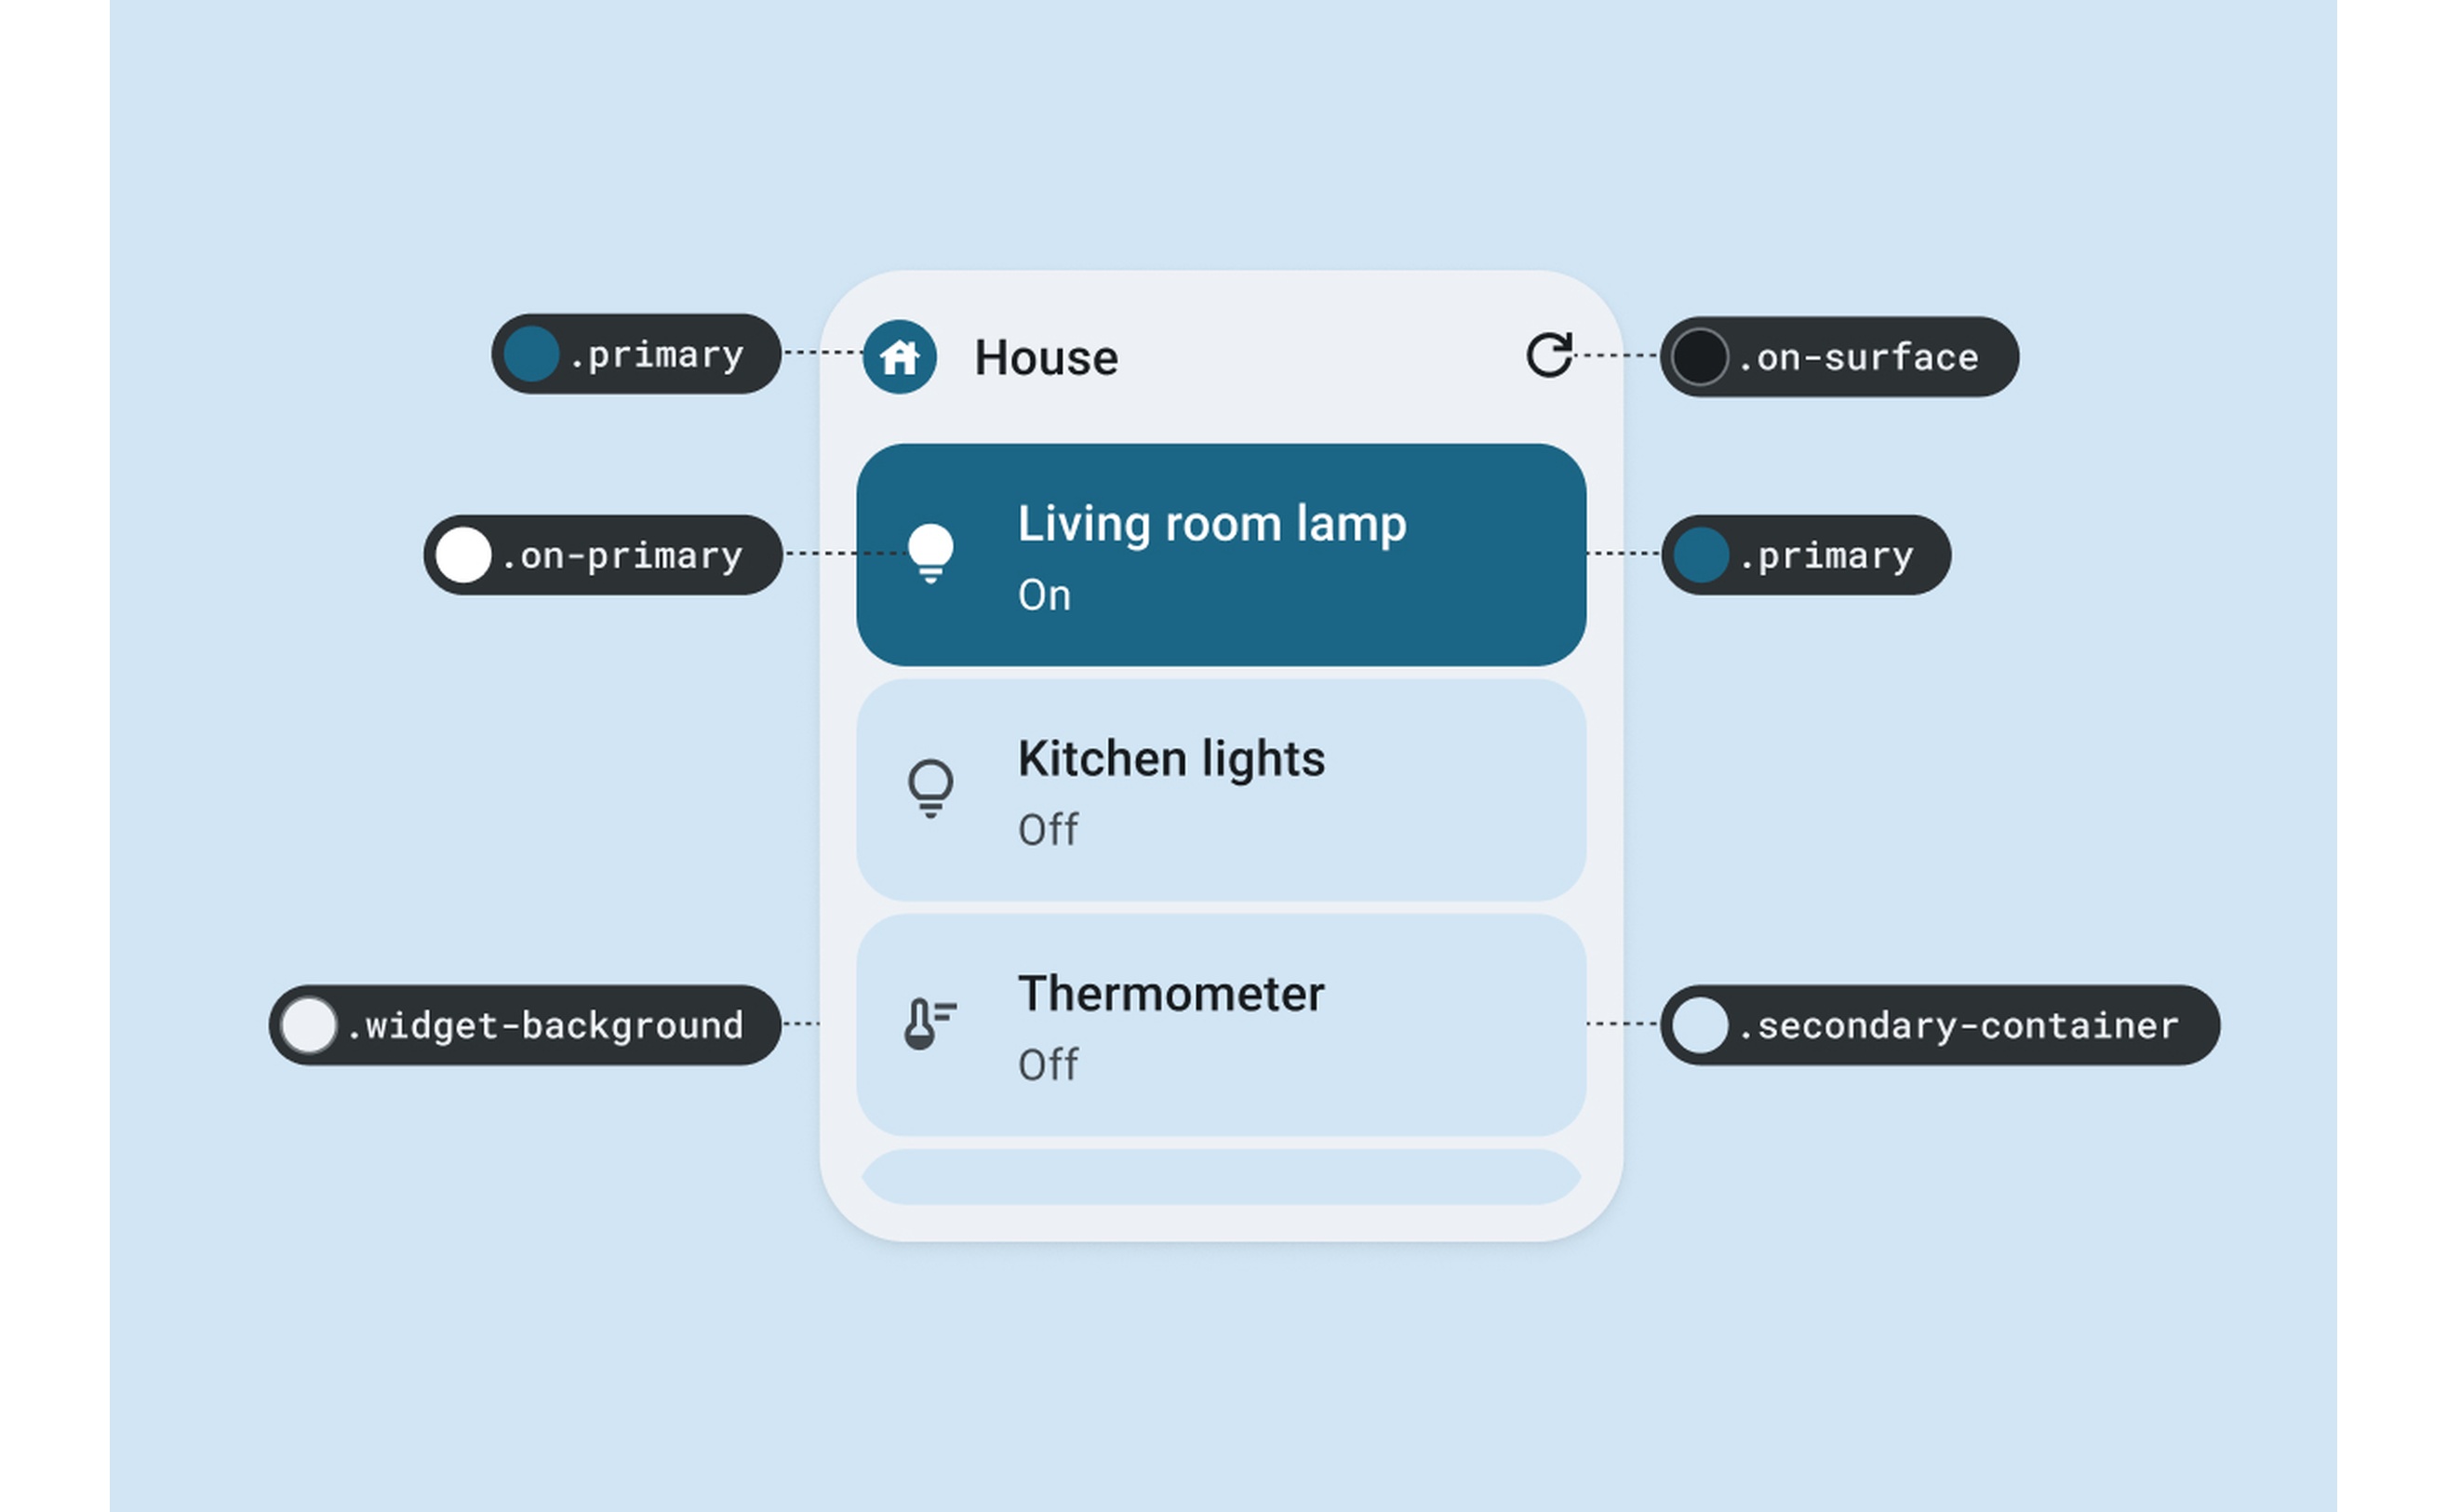 .primary
House
.on-surface
.on-primary
Living room lamp
On
.primary
Kitchen lights
Off
.widget-background
Thermometer
Off
.secondary-container